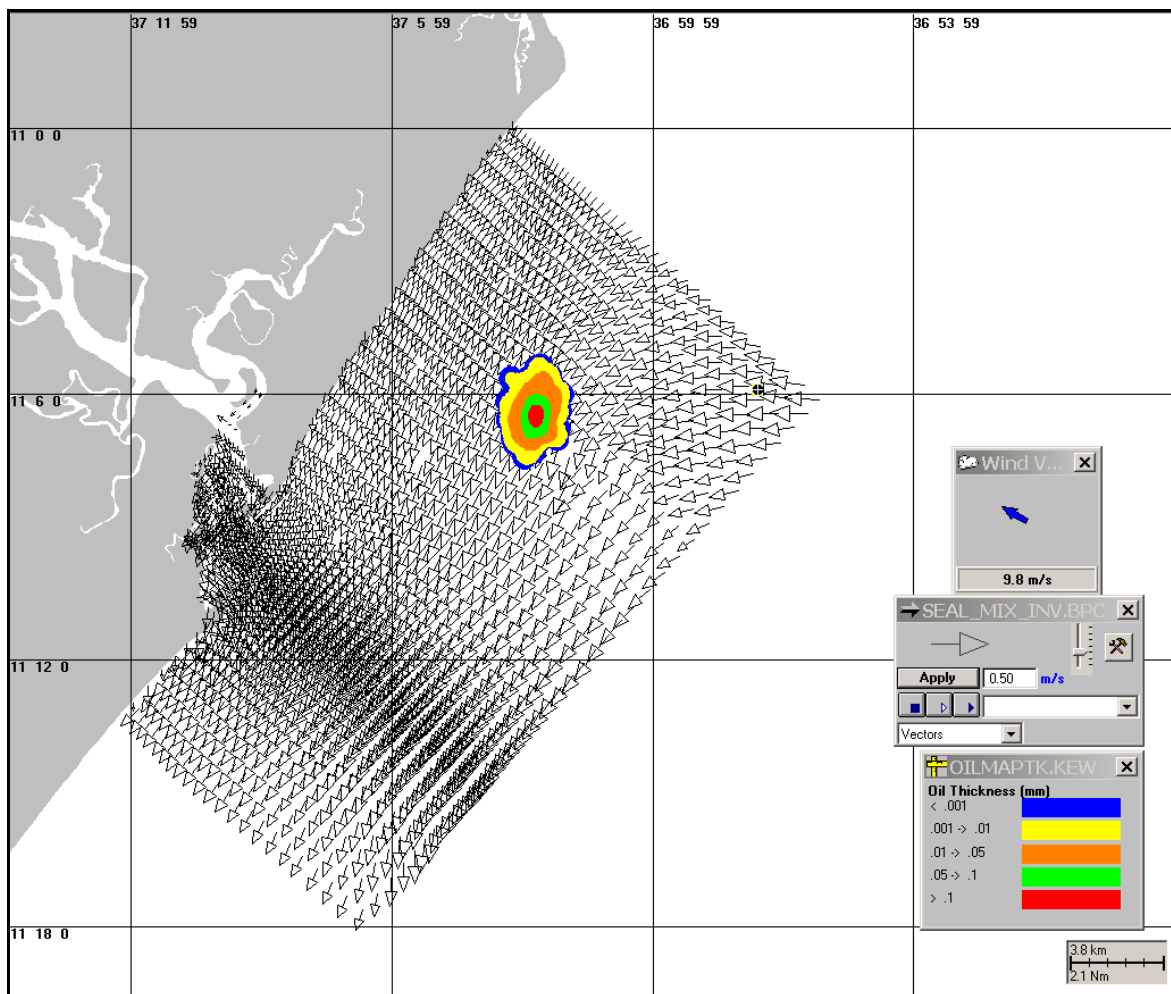 37 11 59
37 5 59
36 59 59
36 53 59
11 0 0
11 6 0
11 12 0
11 18 0
Wind V...
9.8 m/s
SEAL_MIX_INV.BPC
Apply
0.50
m/s
Vectors
OILMAPTK.KEW
Oil Thickness (mm)
< .001
.001 -> .01
.01 -> .05
.05 -> .1
> .1
3.8 km
2.1 Nm